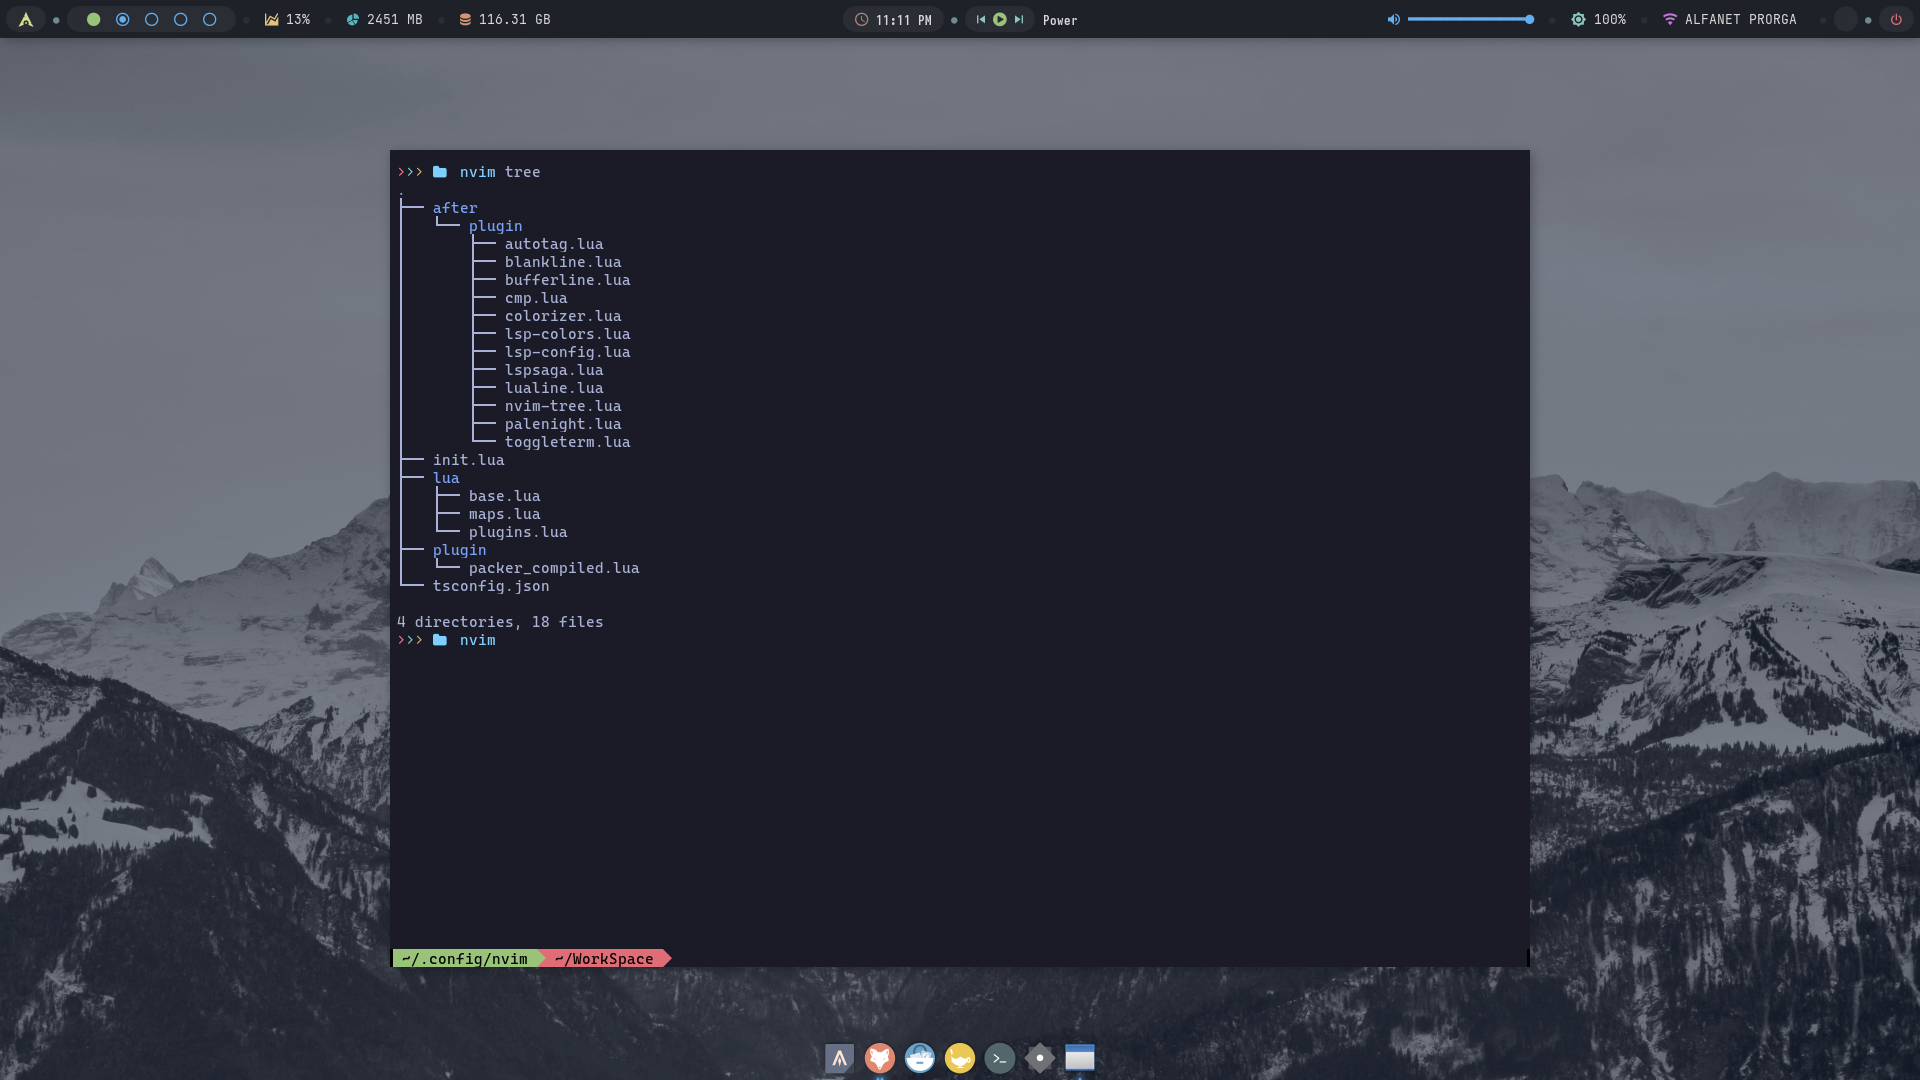 13% 2451 MB 116.31 GB 11:11 PM Power 100% ALFANET PRORGA
>>> nvim tree
.
├── after
│   └── plugin
│       ├── autotag.lua
│       ├── blankline.lua
│       ├── bufferline.lua
│       ├── cmp.lua
│       ├── colorizer.lua
│       ├── lsp-colors.lua
│       ├── lsp-config.lua
│       ├── lspsaga.lua
│       ├── lualine.lua
│       ├── nvim-tree.lua
│       ├── palenight.lua
│       └── toggleterm.lua
├── init.lua
├── lua
│   ├── base.lua
│   ├── maps.lua
│   └── plugins.lua
├── plugin
│   └── packer_compiled.lua
└── tsconfig.json
4 directories, 18 files
>>> nvim
~/.config/nvim ~/WorkSpace